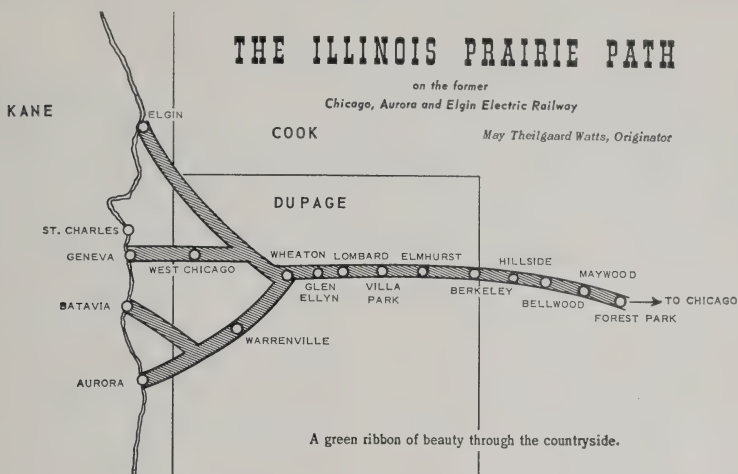 THE ILLINOIS PRAIRIE PATH
on the former
Chicago, Aurora and Elgin Electric Railway
May Theilgaard Watts, Originator
KANE
COOK
DU PAGE
ELGIN
ST. CHARLES
GENEVA
WEST CHICAGO
BATAVIA
AURORA
WARRENVILLE
WHEATON
GLEN
ELLYN
LOMBARD
VILLA
PARK
ELMHURST
BERKELEY
HILLSIDE
BELLWOOD
MAYWOOD
FOREST PARK
TO CHICAGO
A green ribbon of beauty through the countryside.